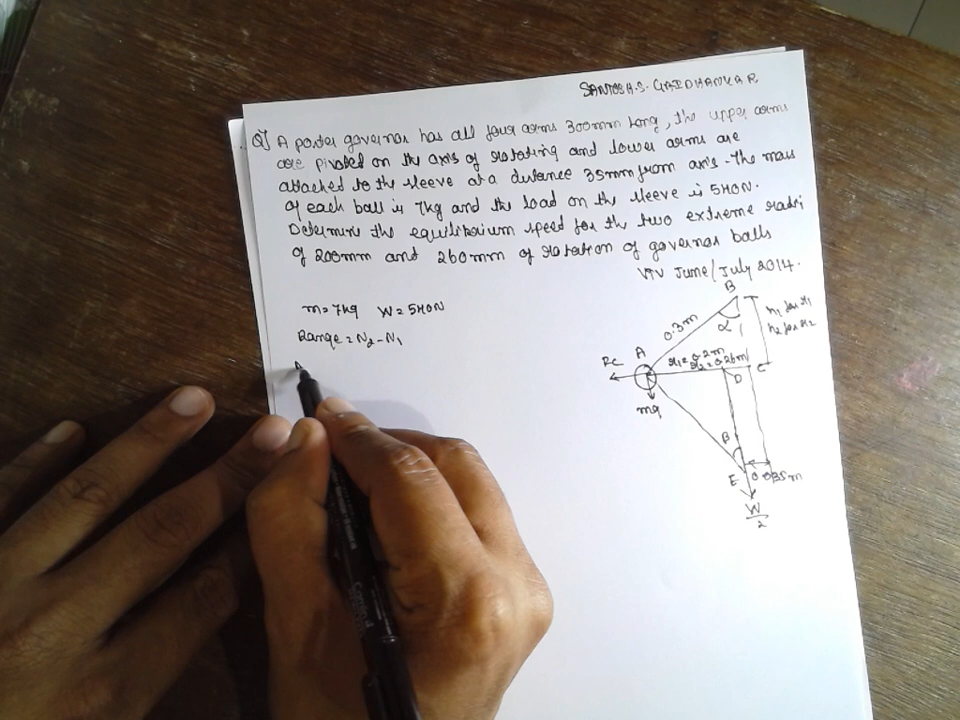 SANTOSH.S. GAIDHANKAR
Q) A poter governor has all four arms 300mm long, the upper arms
are pivoted on the axis of rotating and lower arms are
attached to the sleeve at a distance 35mm from axis - The mass
of each ball is 7kg and the load on the sleeve is 540N.
Determine the equilibrium speed for the two extreme radii
of 200mm and 260mm of rotation of governor balls
VTU June/July 2014.
m = 7kg W = 540N
Range = N2 - N1
B
0.3m
α
h1 for r1
h2 for r2
Fc
A
r1 = 0.2m
r2 = 0.26m
D
C
mg
β
E
0.035m
W/2